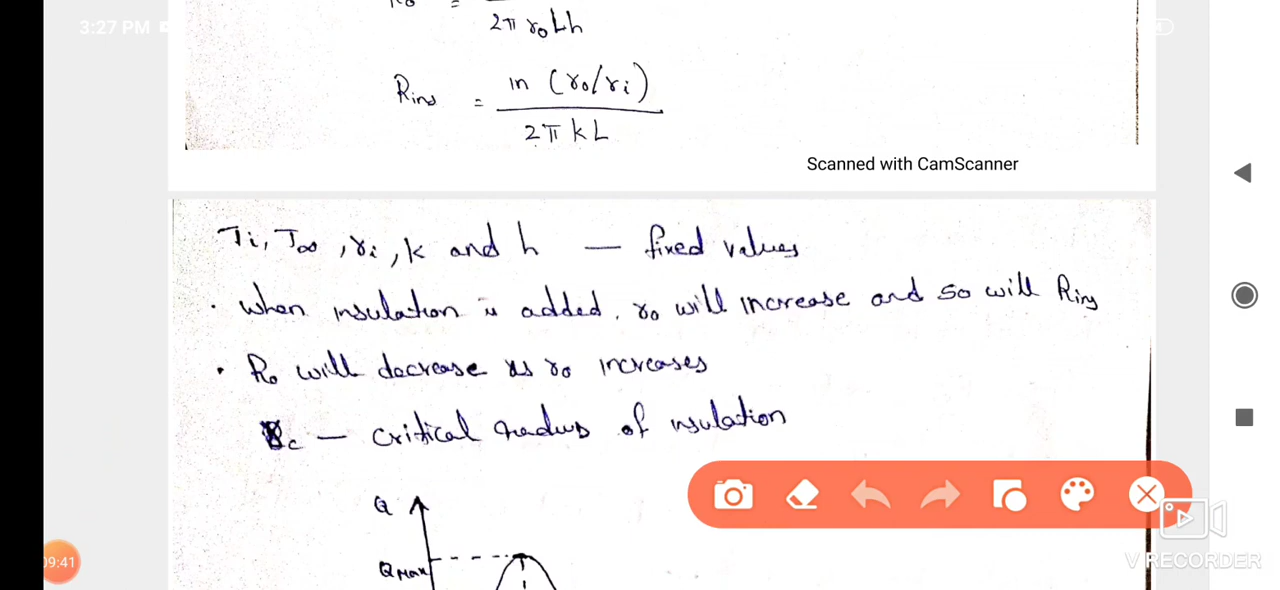 3:27 PM
=
2π r₀Lh
Rins = ln (r₀/ri)
2π kL
Scanned with CamScanner
Ti, T∞, ri, k and h — fixed values
· When insulation is added, r₀ will increase and so will Rins
· R₀ will decrease as r₀ increases
rc — critical radius of insulation
Q
QMax
09:41
V RECORDER